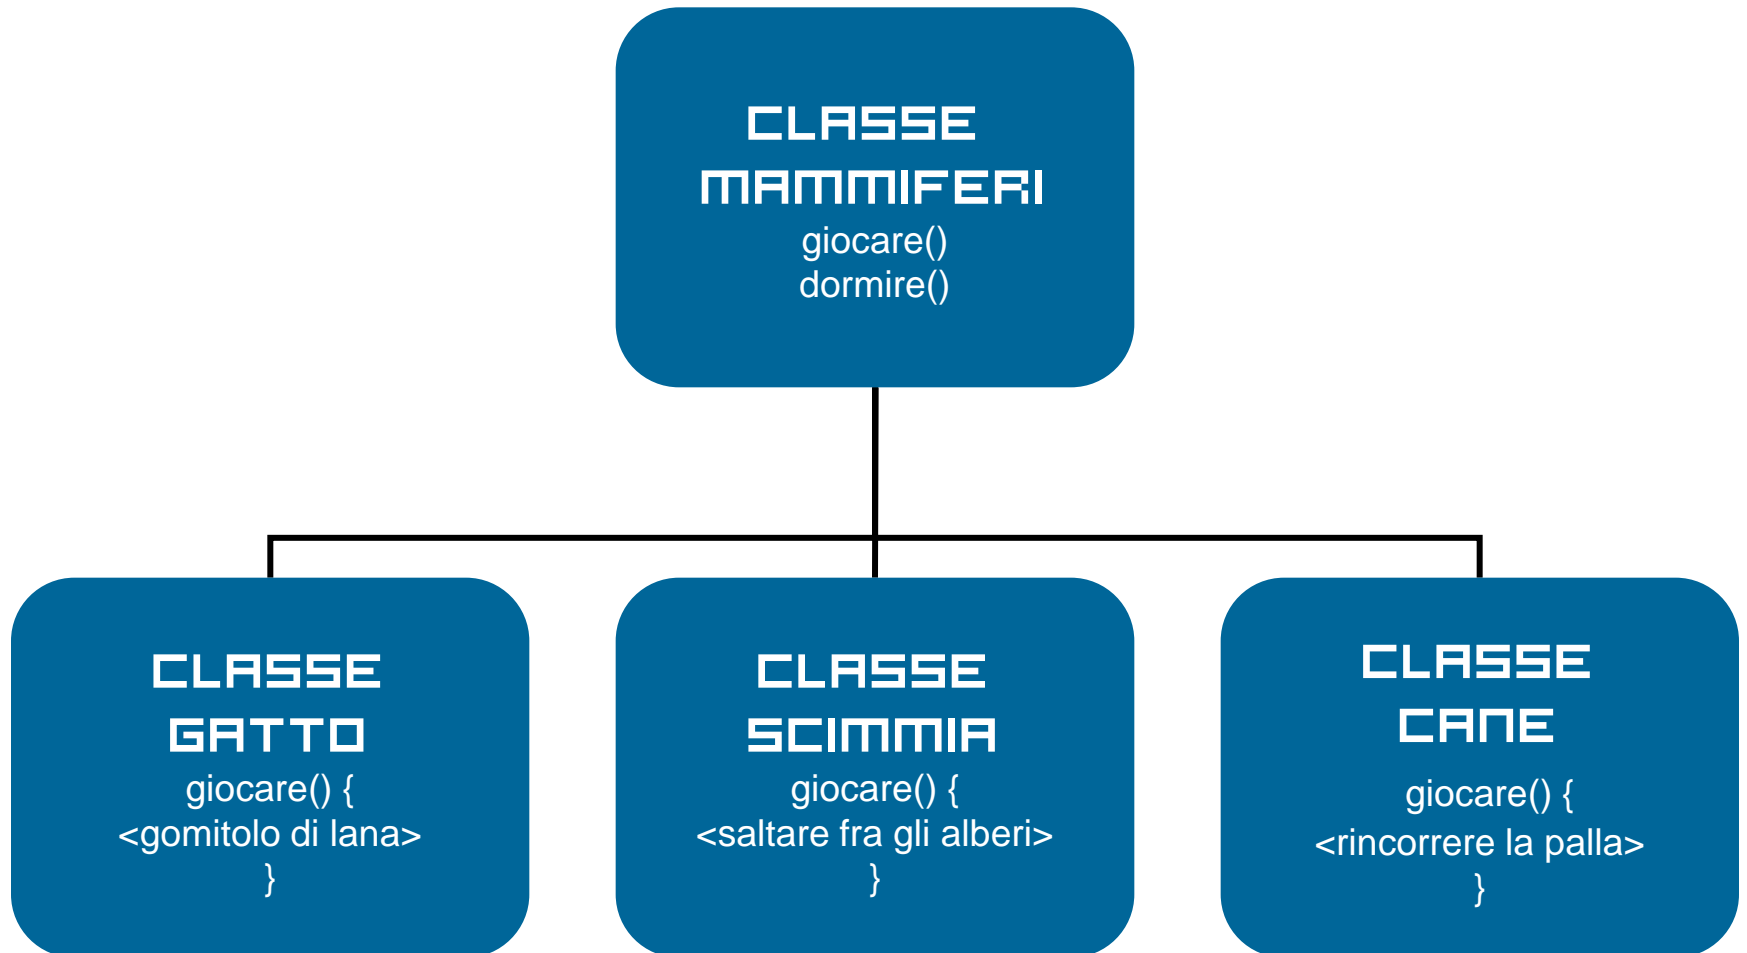 CLASSE
MAMMIFERI
giocare()
dormire()
CLASSE
GATTO
giocare() {
<gomitolo di lana>
}
CLASSE
SCIMMIA
giocare() {
<saltare fra gli alberi>
}
CLASSE
CANE
giocare() {
<rincorrere la palla>
}